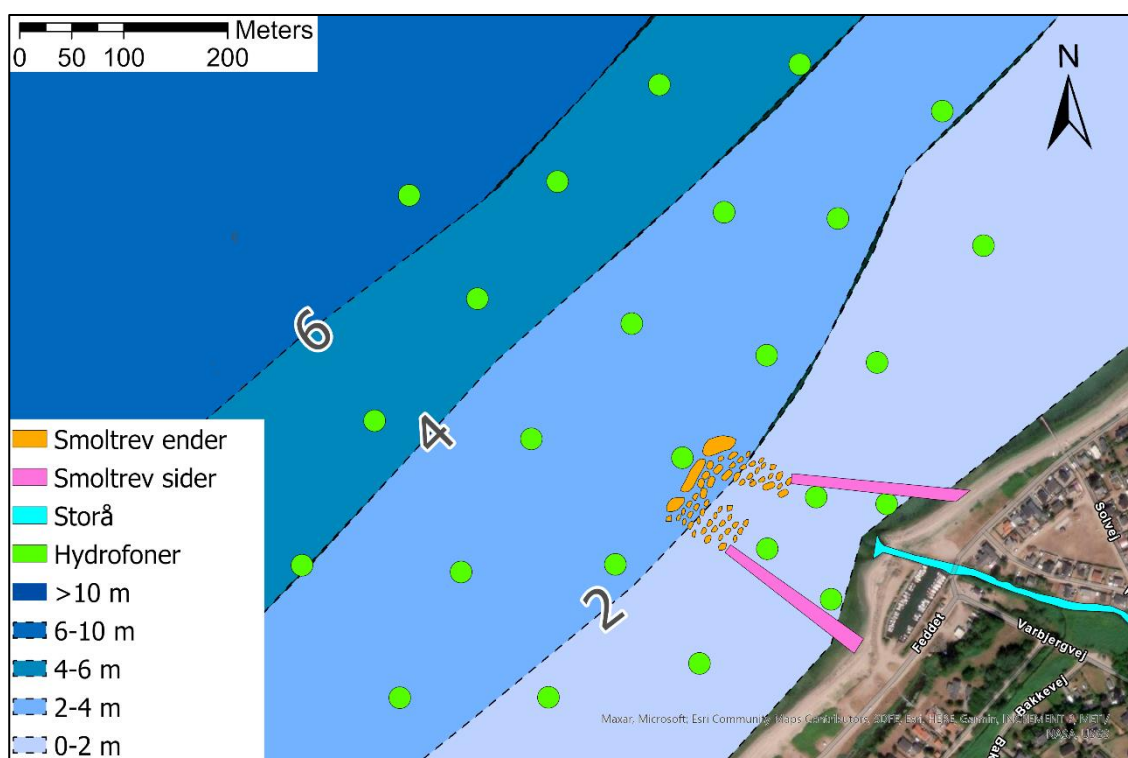 Meters
0 50 100 200
N
6
4
2
Smoltrev ender
Smoltrev sider
Storå
Hydrofoner
>10 m
6-10 m
4-6 m
2-4 m
0-2 m
Solvej
Feddet
Varbjergvej
Bakkevej
Maxar, Microsoft, Esri Community Maps Contributors, SDFE, Esri, HERE, Garmin, INCREMENT P, METI/
NASA, USGS